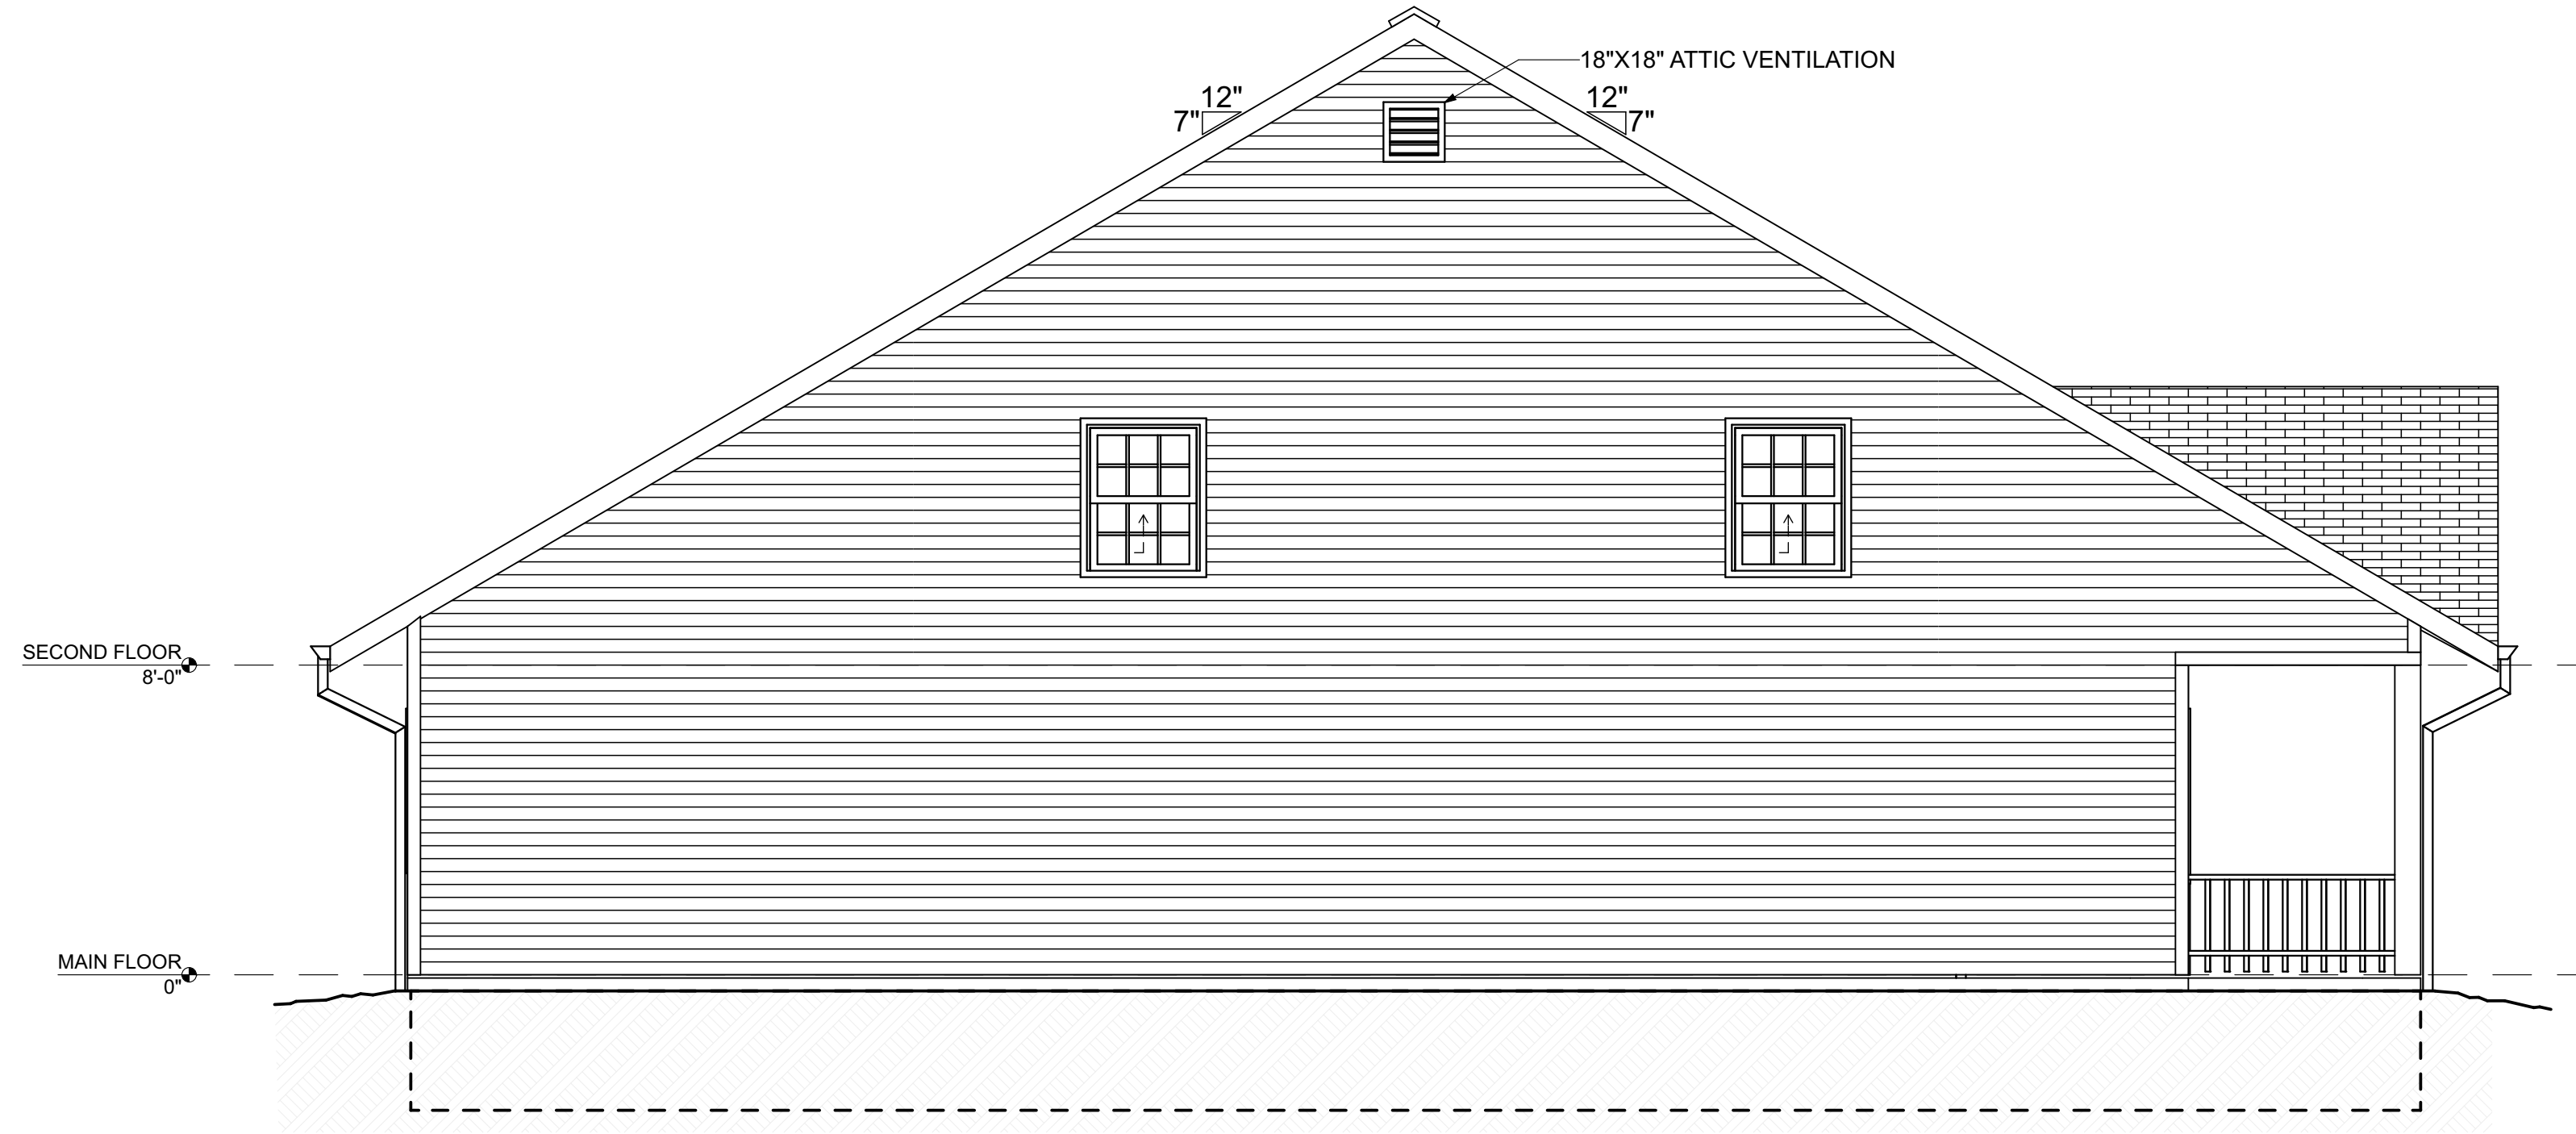 18"X18" ATTIC VENTILATION
12"
7"
12"
7"
SECOND FLOOR
8'-0"
MAIN FLOOR
0"